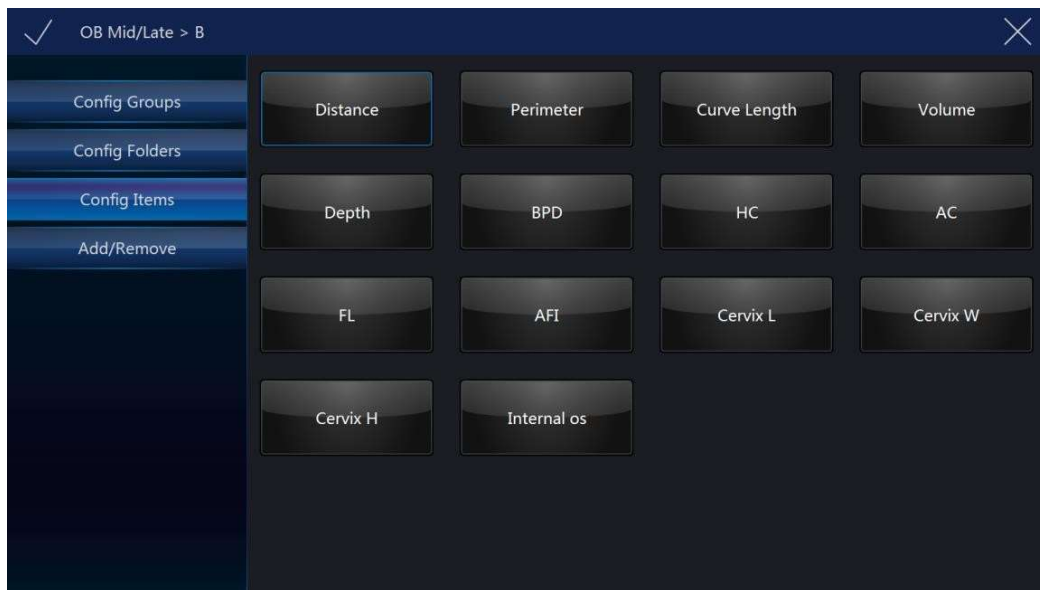 OB Mid/Late > B
Config Groups
Config Folders
Config Items
Add/Remove
Distance Perimeter Curve Length Volume
Depth BPD HC AC
FL AFI Cervix L Cervix W
Cervix H Internal os